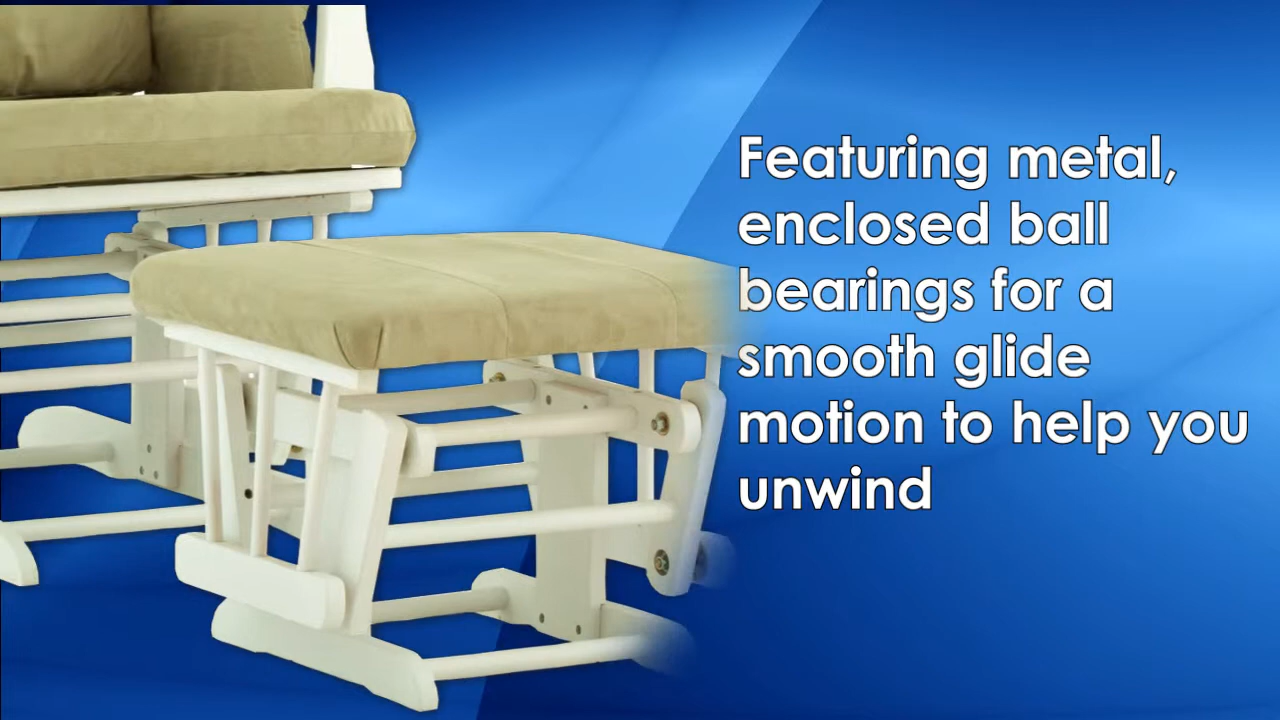 Featuring metal,
enclosed ball
bearings for a
smooth glide
motion to help you
unwind